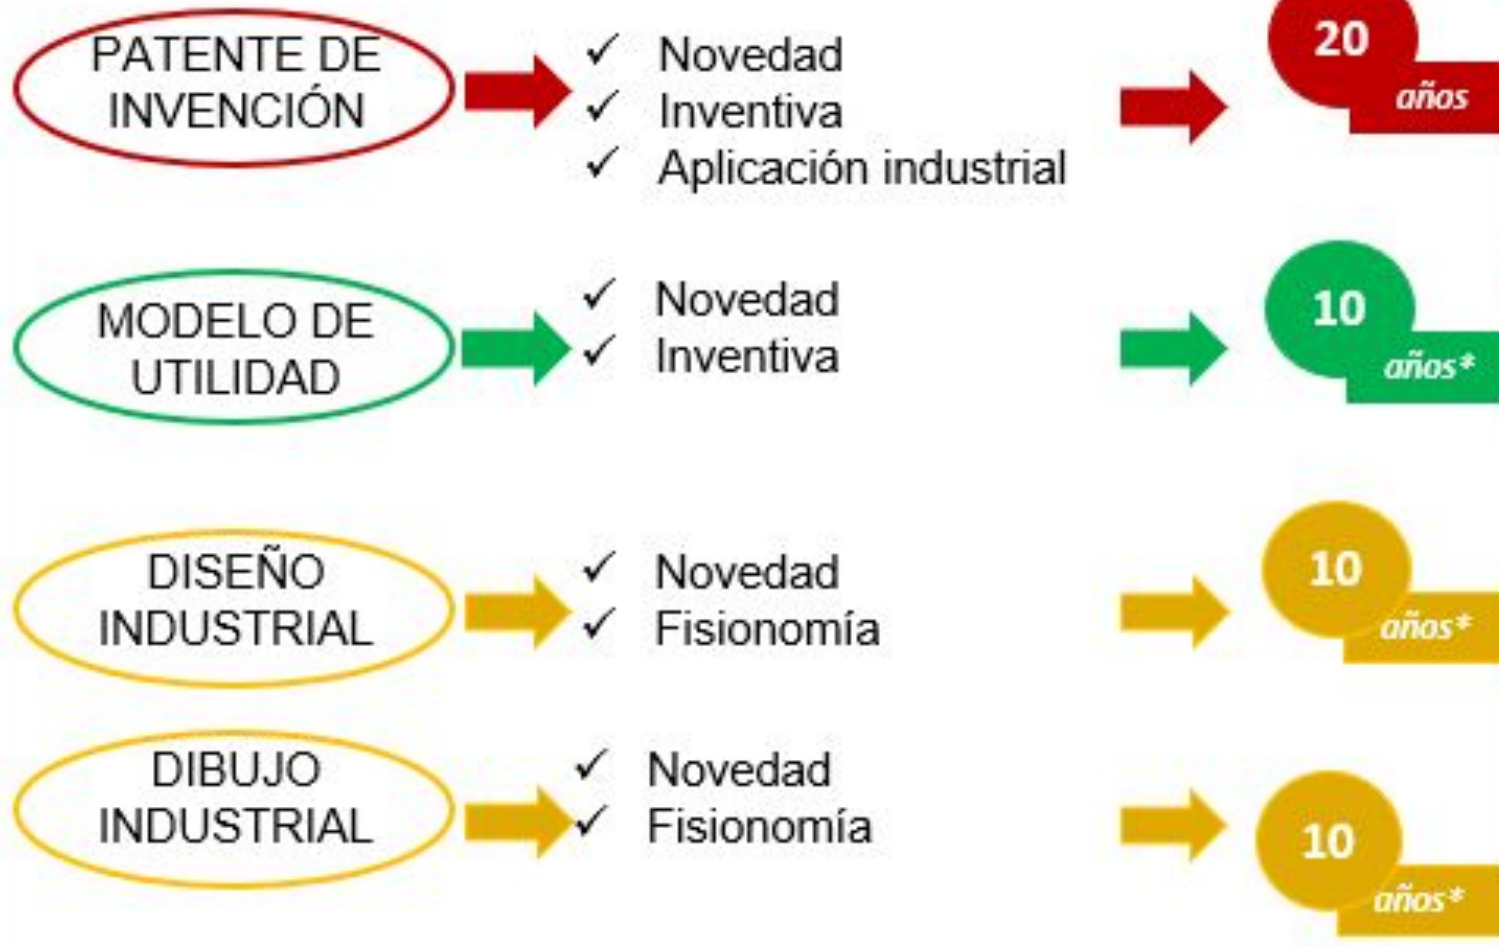 PATENTE DE
INVENCIÓN
✓ Novedad
✓ Inventiva
✓ Aplicación industrial
20
años
MODELO DE
UTILIDAD
✓ Novedad
✓ Inventiva
10
años*
DISEÑO
INDUSTRIAL
✓ Novedad
✓ Fisionomía
10
años*
DIBUJO
INDUSTRIAL
✓ Novedad
✓ Fisionomía
10
años*